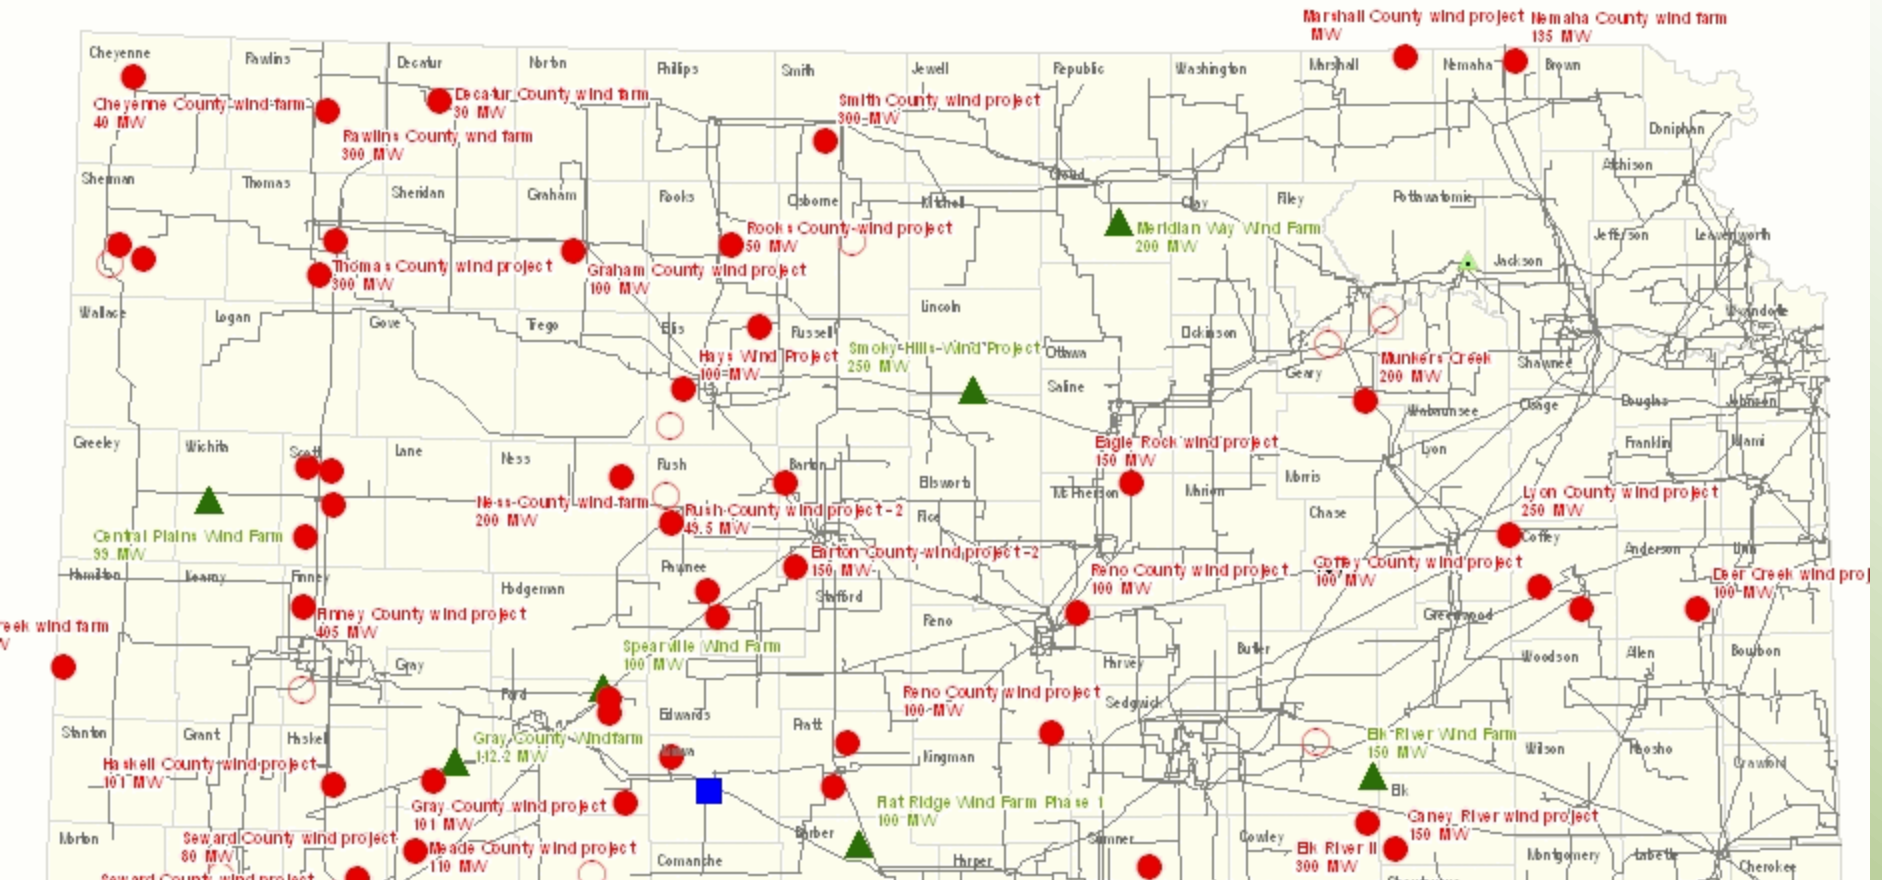 Marshall County wind project
MW
Nemaha County wind farm
135 MW
Cheyenne
Rawlins
Decatur
Norton
Phillips
Smith
Jewell
Republic
Washington
Marshall
Nemaha
Brown
Cheyenne County wind farm
40 MW
Decatur County wind farm
30 MW
Rawlins County wind farm
300 MW
Smith County wind project
300 MW
Doniphan
Atchison
Sherman
Thomas
Sheridan
Graham
Rooks
Osborne
Mitchell
Cloud
Clay
Riley
Pottawatomie
Jefferson
Leavenworth
Jackson
Rooks County wind project
50 MW
Meridian Way Wind Farm
200 MW
Thomas County wind project
300 MW
Graham County wind project
100 MW
Wallace
Logan
Gove
Trego
Ellis
Russell
Lincoln
Ottawa
Dickinson
Geary
Wyandotte
Shawnee
Hays Wind Project
100 MW
Smoky Hills Wind Project
250 MW
Munkers Creek
200 MW
Saline
Wabaunsee
Osage
Douglas
Johnson
Greeley
Wichita
Scott
Lane
Ness
Rush
Barton
Ellsworth
McPherson
Marion
Morris
Lyon
Franklin
Miami
Eagle Rock wind project
150 MW
Ness County wind farm
200 MW
Rush County wind project - 2
49.5 MW
Rice
Chase
Lyon County wind project
250 MW
Coffey
Anderson
Linn
Central Plains Wind Farm
99 MW
Barton County wind project -2
150 MW
Reno County wind project
100 MW
Coffey County wind project
100 MW
Deer Creek wind proj
100 MW
Hamilton
Kearny
Finney
Hodgeman
Pawnee
Stafford
Reno
Greenwood
Finney County wind project
405 MW
reek wind farm
W
Spearville Wind Farm
100 MW
Harvey
Butler
Woodson
Allen
Bourbon
Gray
Ford
Edwards
Reno County wind project
100 MW
Sedgwick
Stanton
Grant
Haskell
Pratt
Kingman
Gray County Windfarm
112.2 MW
Kiowa
Elk River Wind Farm
150 MW
Wilson
Neosho
Crawford
Haskell County wind project
101 MW
Elk
Gray County wind project
101 MW
Flat Ridge Wind Farm Phase 1
100 MW
Caney River wind project
150 MW
Morton
Seward County wind project
80 MW
Meade County wind project
110 MW
Comanche
Barber
Harper
Sumner
Cowley
Elk River II
300 MW
Montgomery
Labette
Cherokee
Seward County wind project
Chautauqua